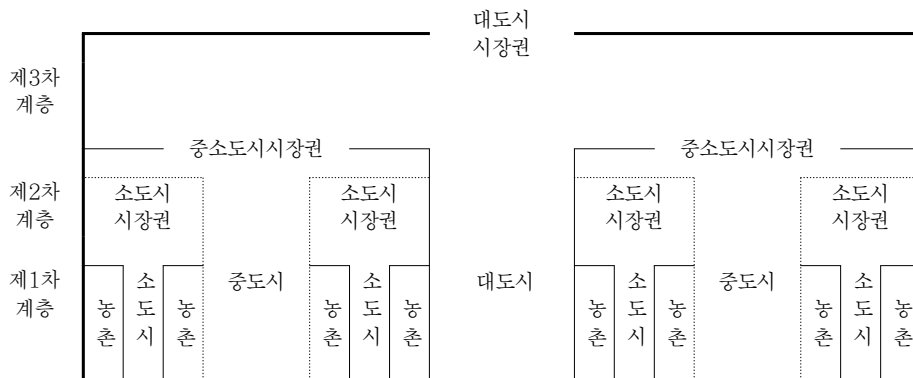 대도시
시장권
제3차
계층
중소도시시장권
중소도시시장권
제2차
계층
소도시
시장권
소도시
시장권
소도시
시장권
소도시
시장권
제1차
계층
농촌
소도시
농촌
중도시
농촌
소도시
농촌
대도시
농촌
소도시
농촌
중도시
농촌
소도시
농촌